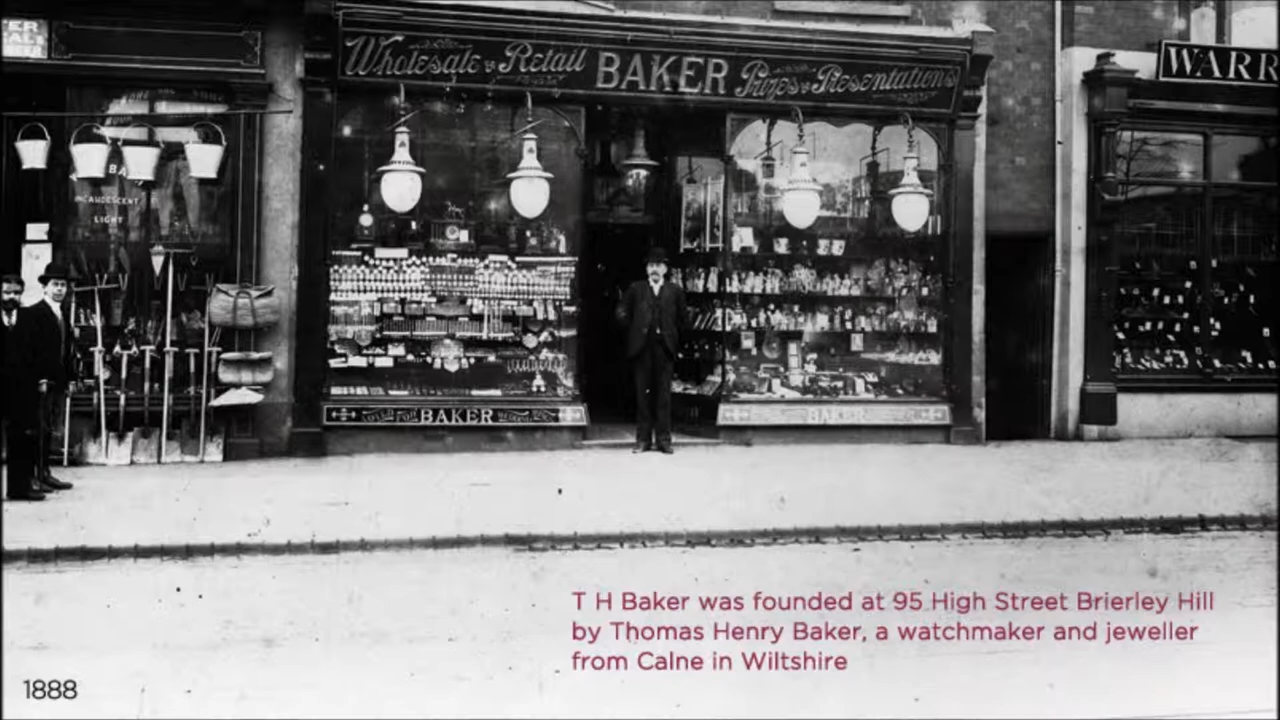 Wholesale & Retail BAKER Prizes & Presentations
WARR
INCANDESCENT
LIGHT
BAKER
BAKER
T H Baker was founded at 95 High Street Brierley Hill
by Thomas Henry Baker, a watchmaker and jeweller
from Calne in Wiltshire
1888